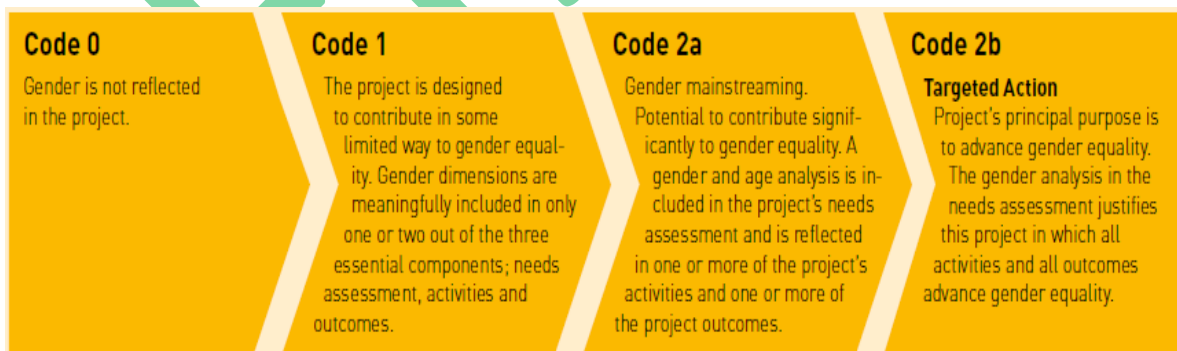 Code 0
Gender is not reflected
in the project.
Code 1
The project is designed
to contribute in some
limited way to gender equal-
ity. Gender dimensions are
meaningfully included in only
one or two out of the three
essential components; needs
assessment, activities and
outcomes.
Code 2a
Gender mainstreaming.
Potential to contribute signif-
icantly to gender equality. A
gender and age analysis is in-
cluded in the project's needs
assessment and is reflected
in one or more of the project's
activities and one or more of
the project outcomes.
Code 2b
Targeted Action
Project's principal purpose is
to advance gender equality.
The gender analysis in the
needs assessment justifies
this project in which all
activities and all outcomes
advance gender equality.